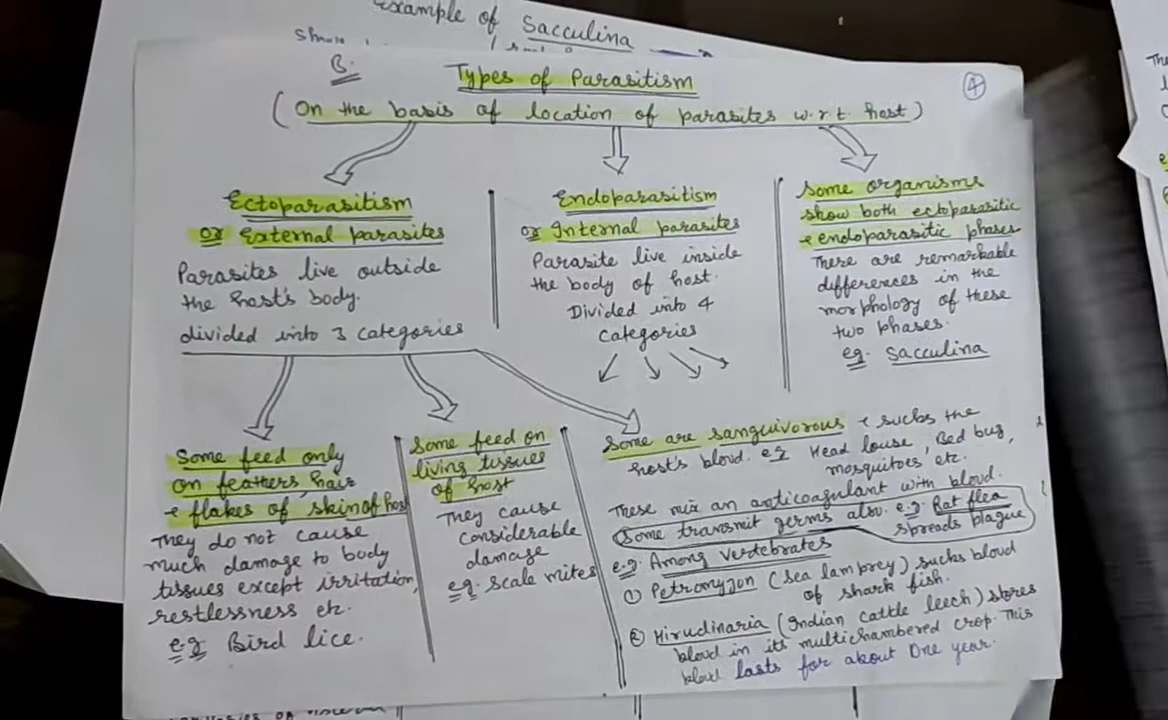 Example of Sacculina
B.
Types of Parasitism
4
(On the basis of location of parasites w.r.t. host)
Ectoparasitism
or External parasites
Parasites live outside
the host's body.
divided into 3 categories
Endoparasitism
or Internal parasites
Parasite live inside
the body of host.
Divided into 4
categories
Some organisms
show both ectoparasitic
& endoparasitic phases.
There are remarkable
differences in the
morphology of these
two phases.
eg. Sacculina
Some feed only
on feathers, hair
& flakes of skin of host
They do not cause
much damage to body
tissues except irritation,
restlessness etc.
e.g Bird lice.
Some feed on
living tissues
of host
They cause
considerable
damage
eg. scale mites
Some are sanguivorous & sucks the
host's blood. eg Head louse, Bed bug,
mosquitoes etc.
These mix an anticoagulant with blood.
Some transmit germs also. e.g. Rat flea
spreads plague
e.g. Among vertebrates
① Petromyzon (sea lamprey) sucks blood
of shark fish.
② Hirudinaria (Indian cattle leech) stores
blood in its multichambered crop. This
blood lasts for about One year.